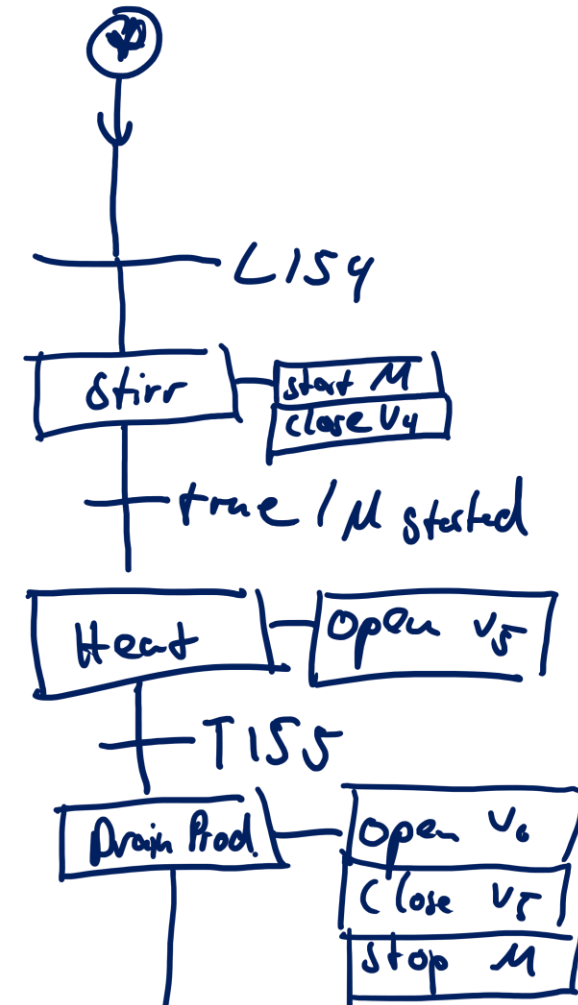 LIS4
Stirr
start M
close V4
true / M started
Heat
Open V5
TIS5
Drain Prod.
Open V6
Close V5
Stop M